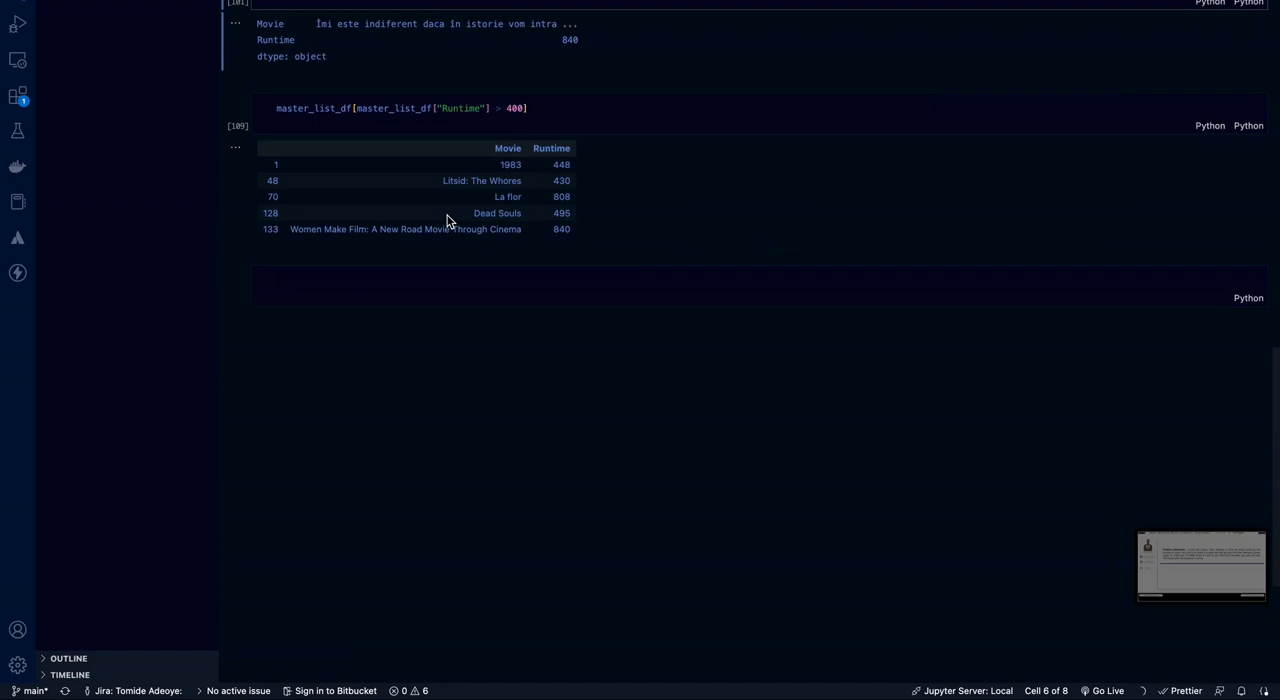 [101]
Python Python
... Movie Îmi este indiferent daca în istorie vom intra ...
Runtime 840
dtype: object
master_list_df[master_list_df["Runtime"] > 400]
[109]
Python Python
...
Movie Runtime
1 1983 448
48 Litsid: The Whores 430
70 La flor 808
128 Dead Souls 495
133 Women Make Film: A New Road Movie Through Cinema 840
Python
1
OUTLINE
TIMELINE
main* Jira: Tomide Adeoye: No active issue Sign in to Bitbucket 0 6 Jupyter Server: Local Cell 6 of 8 Go Live Prettier